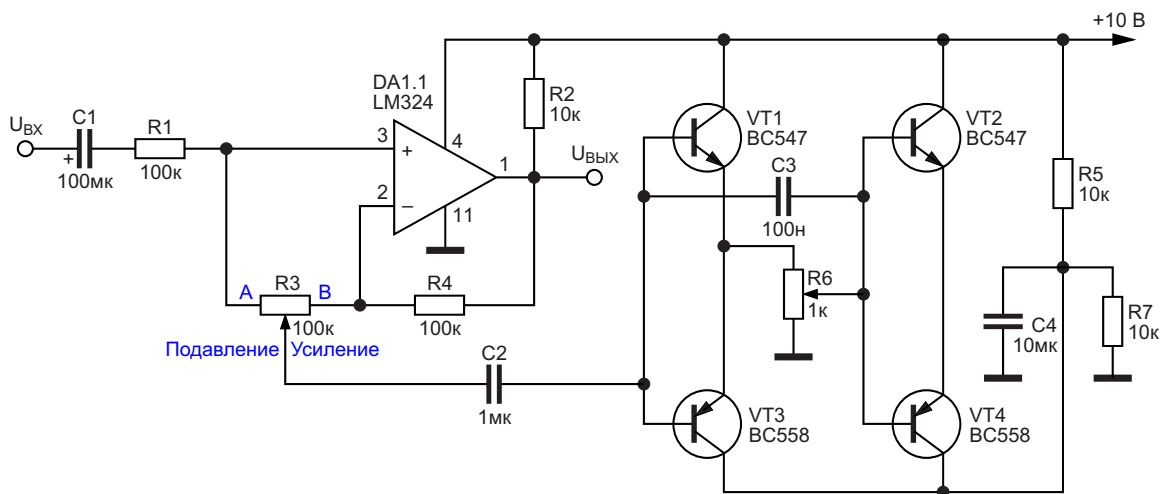 +10 В
DA1.1
LM324
R2
10к
VT1
BC547
VT2
BC547
UВХ
C1
+
100мк
R1
100к
3
+
4
1
UВЫХ
2
–
11
C3
100н
R5
10к
A
R3
B
100к
R4
100к
R6
1к
Подавление
Усиление
C2
1мк
C4
10мк
R7
10к
VT3
BC558
VT4
BC558